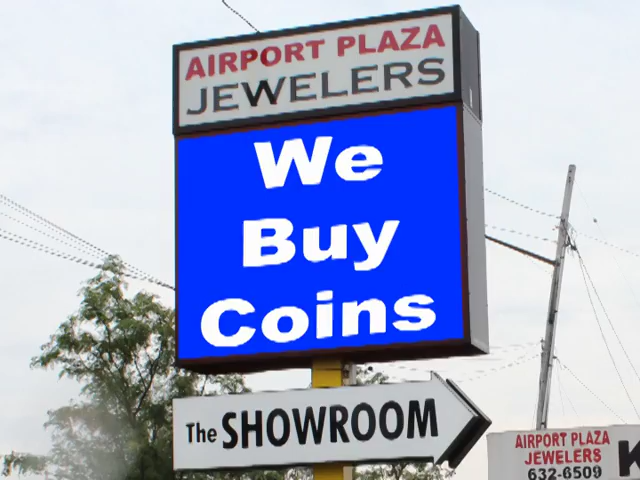 AIRPORT PLAZA
JEWELERS
We
Buy
Coins
The SHOWROOM
AIRPORT PLAZA
JEWELERS
632-6509
K